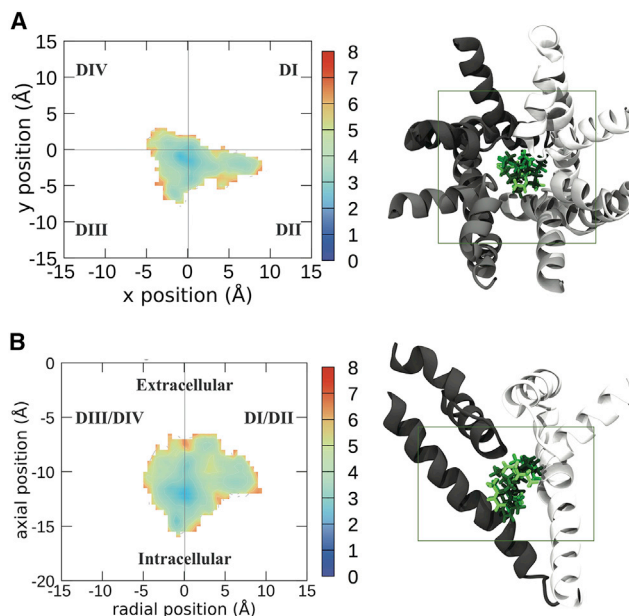 A
15
10
5
0
-5
-10
-15
y position (Å)
DIV
DI
DIII
DII
-15 -10 -5 0 5 10 15
x position (Å)
8
7
6
5
4
3
2
1
0
B
0
-5
-10
-15
-20
axial position (Å)
Extracellular
DIII/DIV
DI/DII
Intracellular
-15 -10 -5 0 5 10 15
radial position (Å)
8
7
6
5
4
3
2
1
0